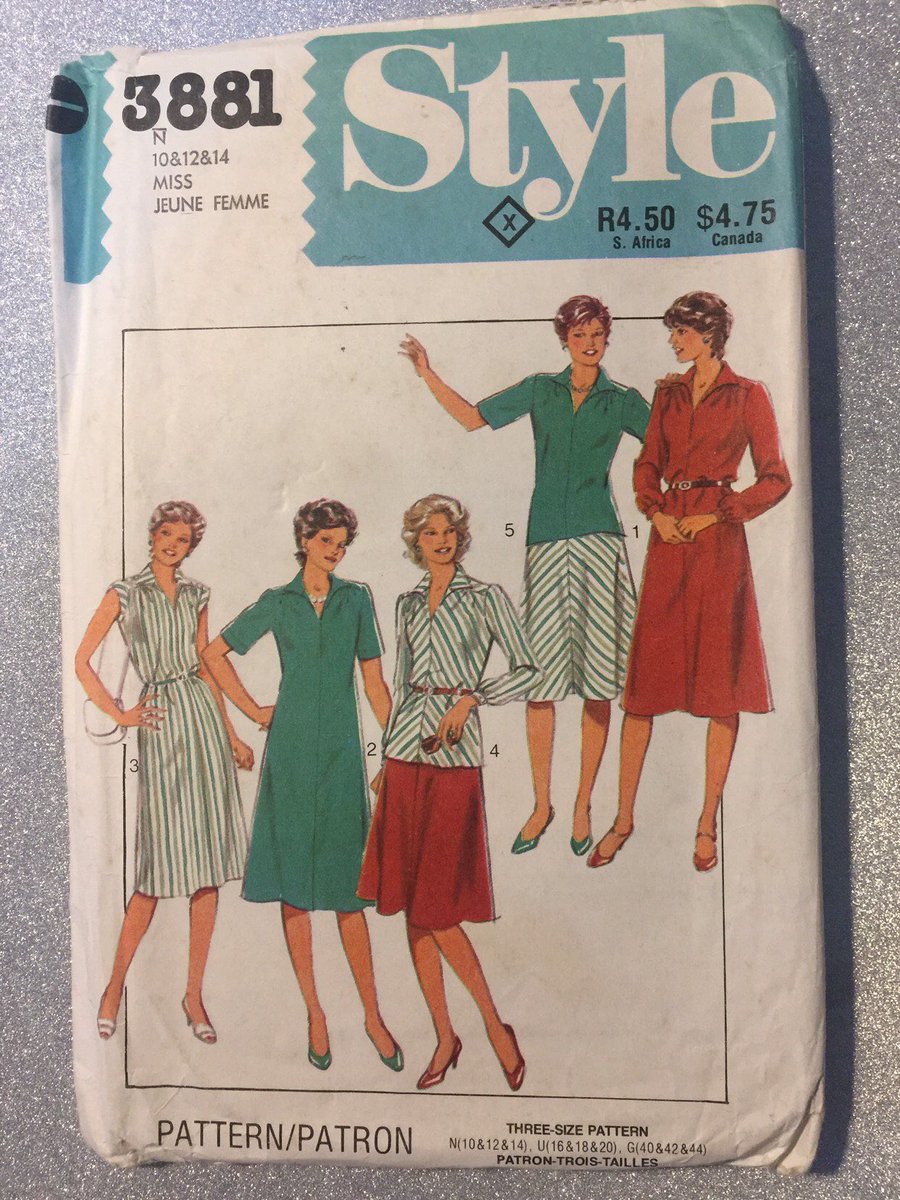 3881
N
10&12&14
MISS
JEUNE FEMME
Style
X
R4.50 $4.75
S. Africa Canada
5
1
3
2
4
PATTERN/PATRON
THREE-SIZE PATTERN
N(10&12&14), U(16&18&20), G(40&42&44)
PATRON-TROIS-TAILLES